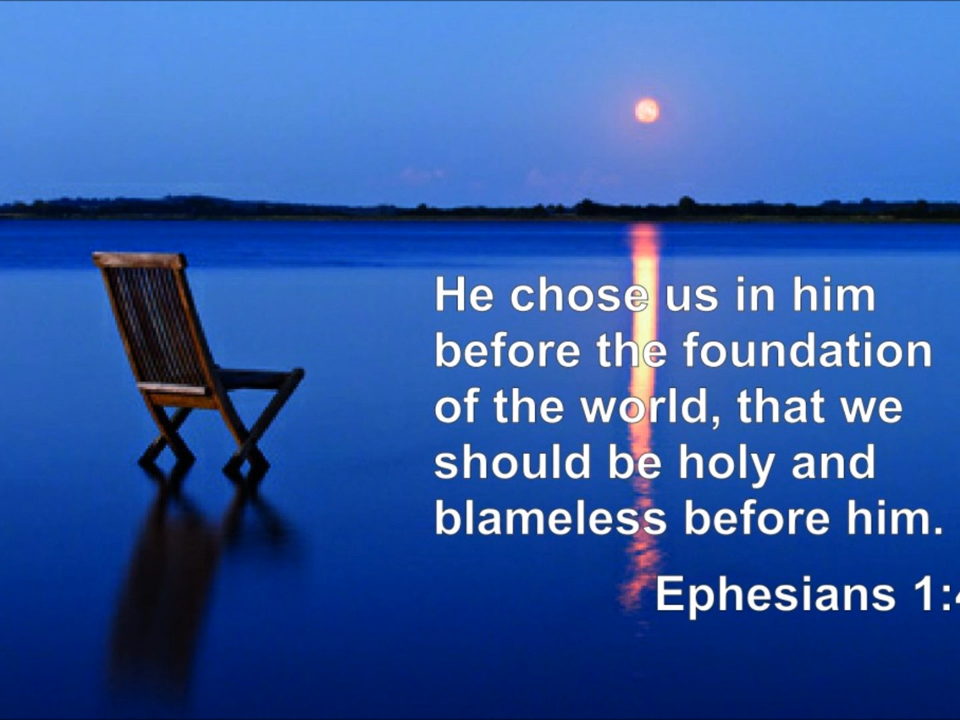 He chose us in him
before the foundation
of the world, that we
should be holy and
blameless before him.
Ephesians 1:4